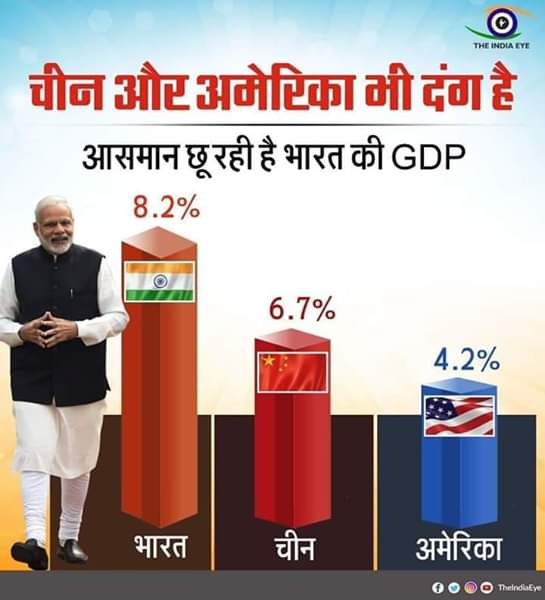 THE INDIA EYE
चीन और अमेरिका भी दंग है
आसमान छू रही है भारत की GDP
8.2%
6.7%
4.2%
भारत
चीन
अमेरिका
TheIndiaEye